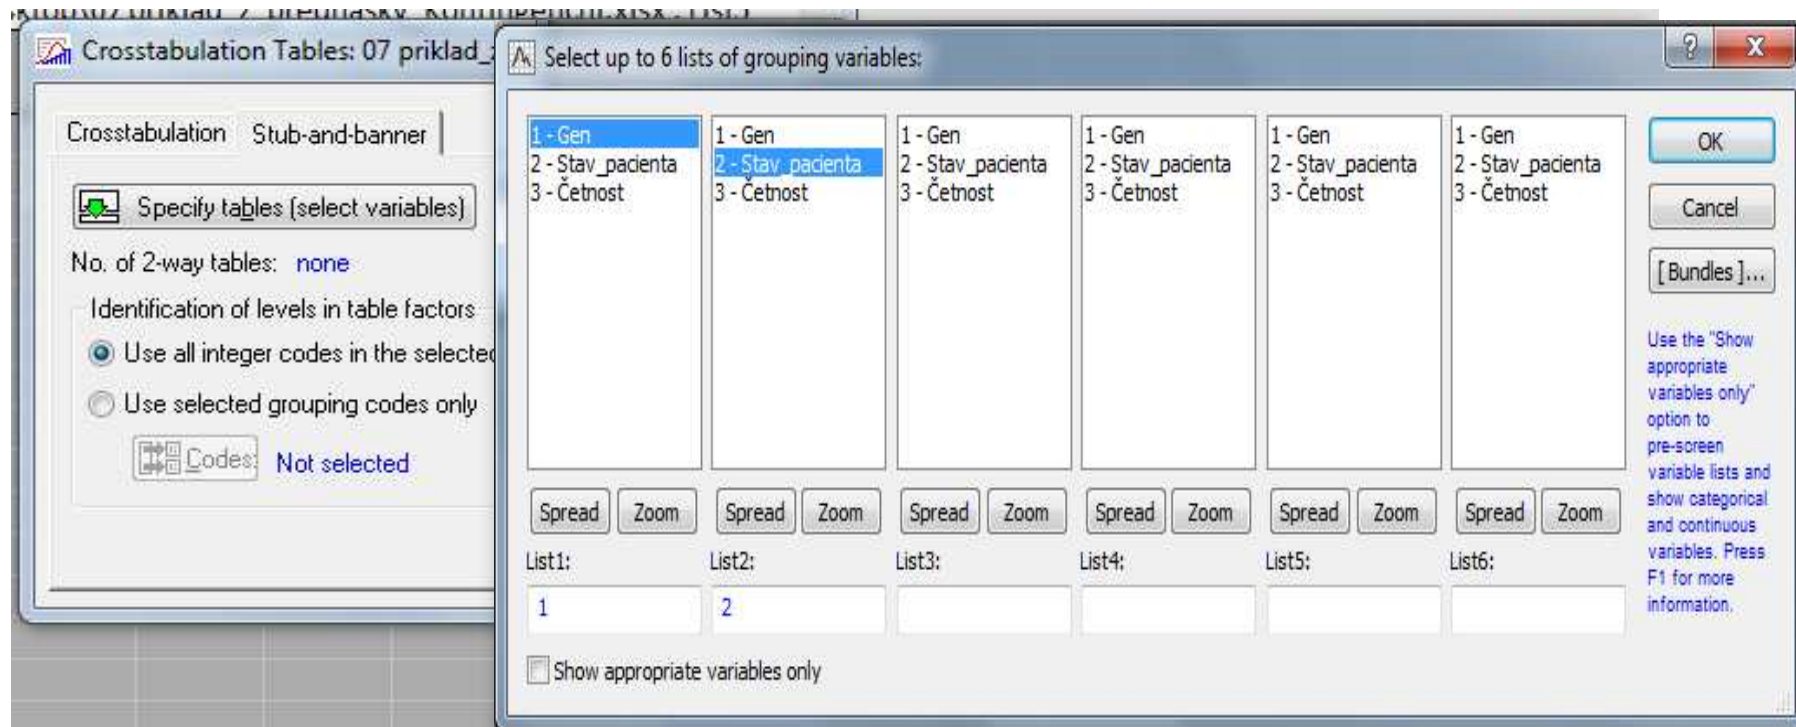 Crosstabulation Tables: 07 priklad_
Crosstabulation
Stub-and-banner
Specify tables (select variables)
No. of 2-way tables: none
Identification of levels in table factors
Use all integer codes in the selected
Use selected grouping codes only
Codes:
Not selected
Select up to 6 lists of grouping variables:
1 - Gen
2 - Stav_pacienta
3 - Četnost
1 - Gen
2 - Stav_pacienta
3 - Četnost
1 - Gen
2 - Stav_pacienta
3 - Četnost
1 - Gen
2 - Stav_pacienta
3 - Četnost
1 - Gen
2 - Stav_pacienta
3 - Četnost
1 - Gen
2 - Stav_pacienta
3 - Četnost
Spread Zoom Spread Zoom Spread Zoom Spread Zoom Spread Zoom Spread Zoom
List1: List2: List3: List4: List5: List6:
1 2
Show appropriate variables only
? X
OK
Cancel
[ Bundles ]...
Use the "Show
appropriate
variables only"
option to
pre-screen
variable lists and
show categorical
and continuous
variables. Press
F1 for more
information.